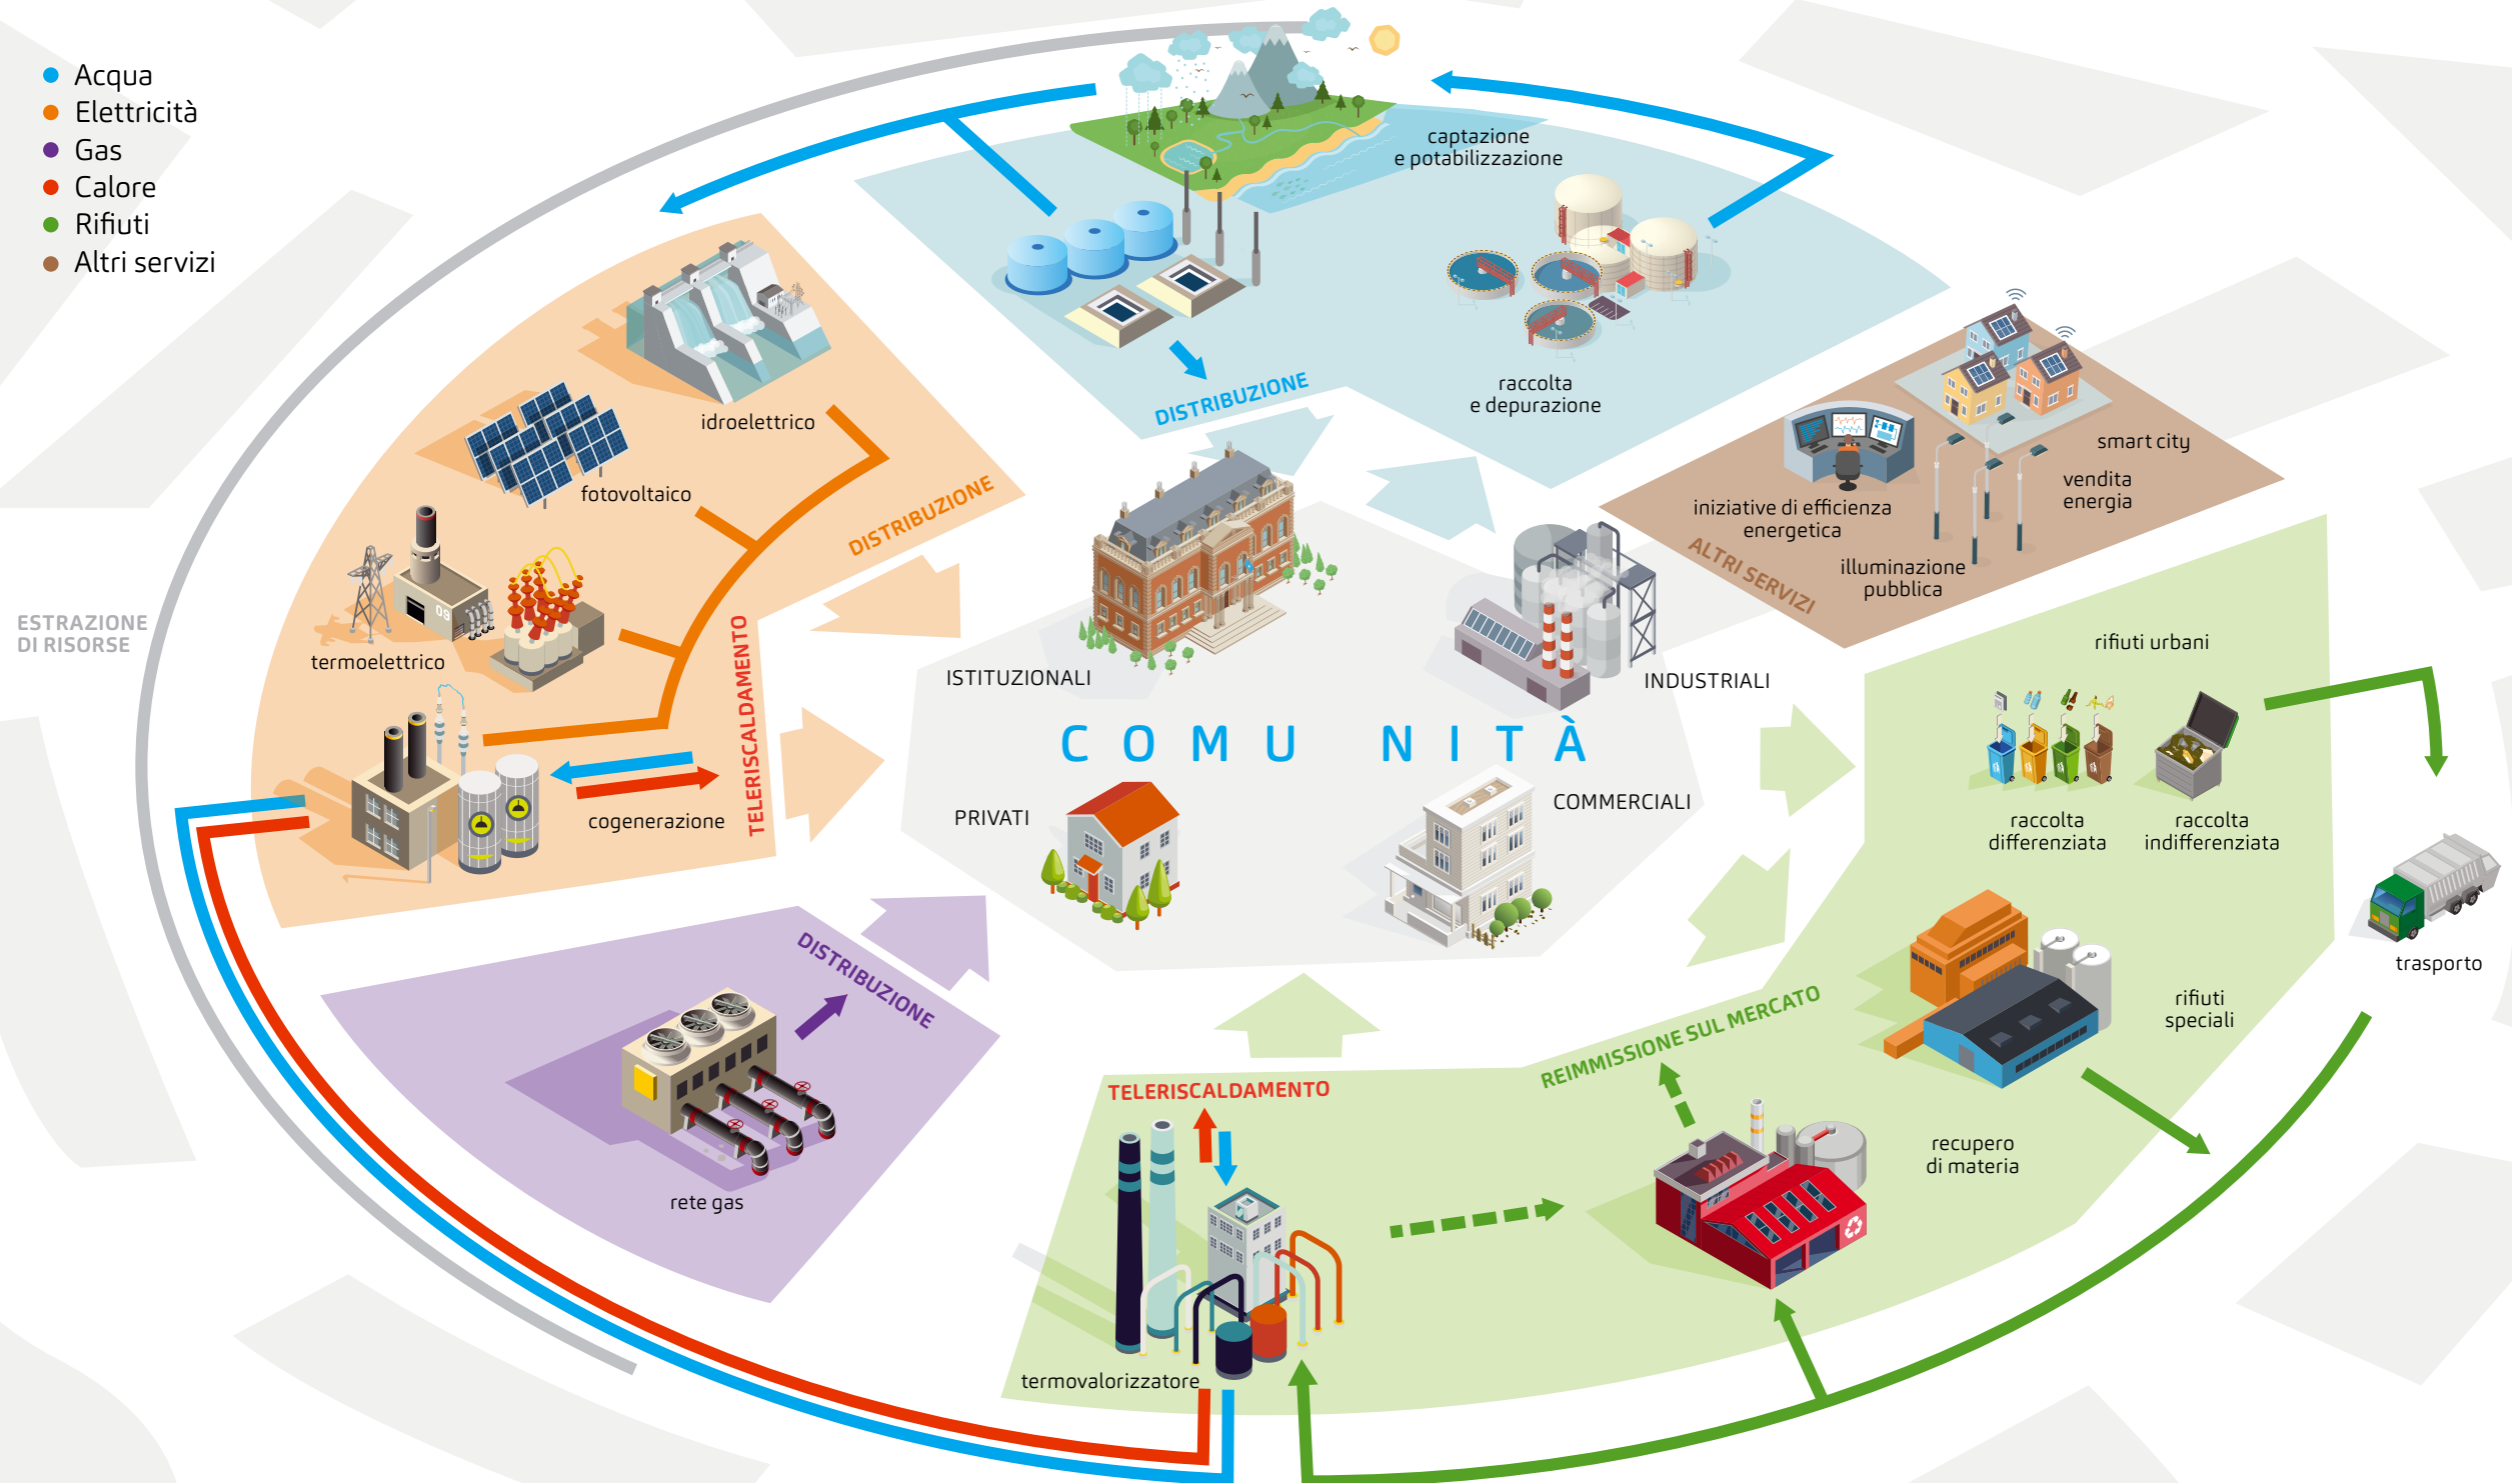 Acqua
Elettricità
Gas
Calore
Rifiuti
Altri servizi
captazione
e potabilizzazione
raccolta
e depurazione
DISTRIBUZIONE
idroelettrico
fotovoltaico
DISTRIBUZIONE
termoelettrico
09
ESTRAZIONE
DI RISORSE
TELERISCALDAMENTO
cogenerazione
smart city
vendita
energia
iniziative di efficienza
energetica
illuminazione
pubblica
ALTRI SERVIZI
ISTITUZIONALI
INDUSTRIALI
COMUNITÀ
PRIVATI
COMMERCIALI
rifiuti urbani
raccolta
differenziata
raccolta
indifferenziata
trasporto
rifiuti
speciali
DISTRIBUZIONE
rete gas
REIMMISSIONE SUL MERCATO
TELERISCALDAMENTO
recupero
di materia
termovalorizzatore